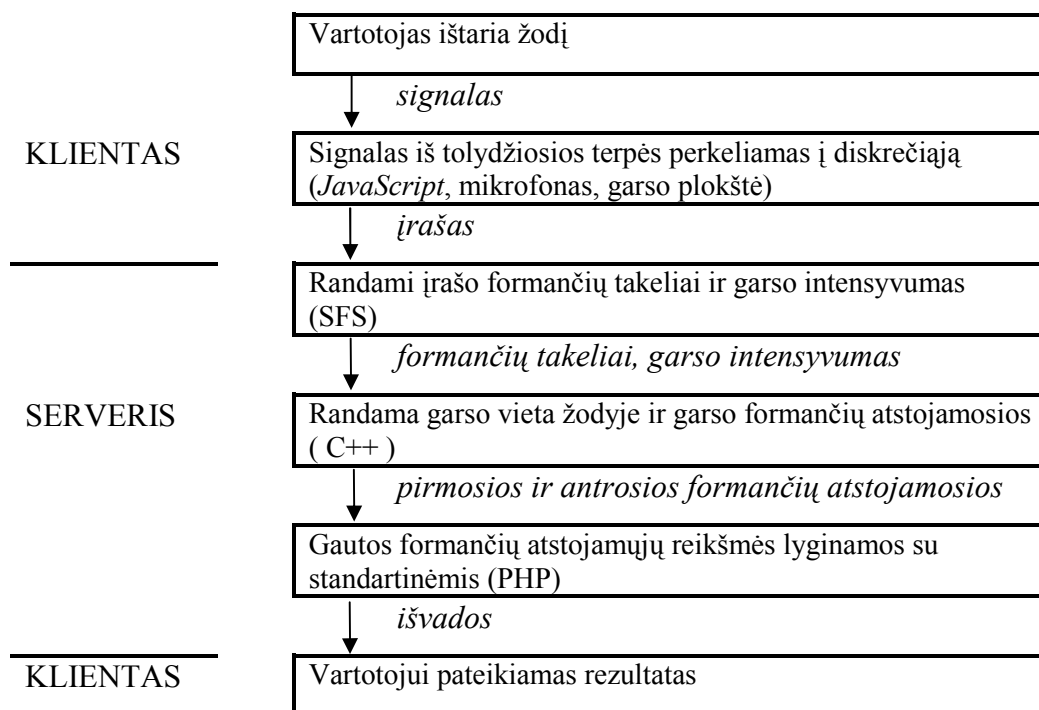 Vartotojas ištaria žodį
signalas
KLIENTAS
Signalas iš tolydžiosios terpės perkeliamas į diskrečiąją
(JavaScript, mikrofonas, garso plokštė)
įrašas
Randami įrašo formančių takeliai ir garso intensyvumas
(SFS)
formančių takeliai, garso intensyvumas
SERVERIS
Randama garso vieta žodyje ir garso formančių atstojamosios
( C++ )
pirmosios ir antrosios formančių atstojamosios
Gautos formančių atstojamųjų reikšmės lyginamos su
standartinėmis (PHP)
išvados
KLIENTAS
Vartotojui pateikiamas rezultatas